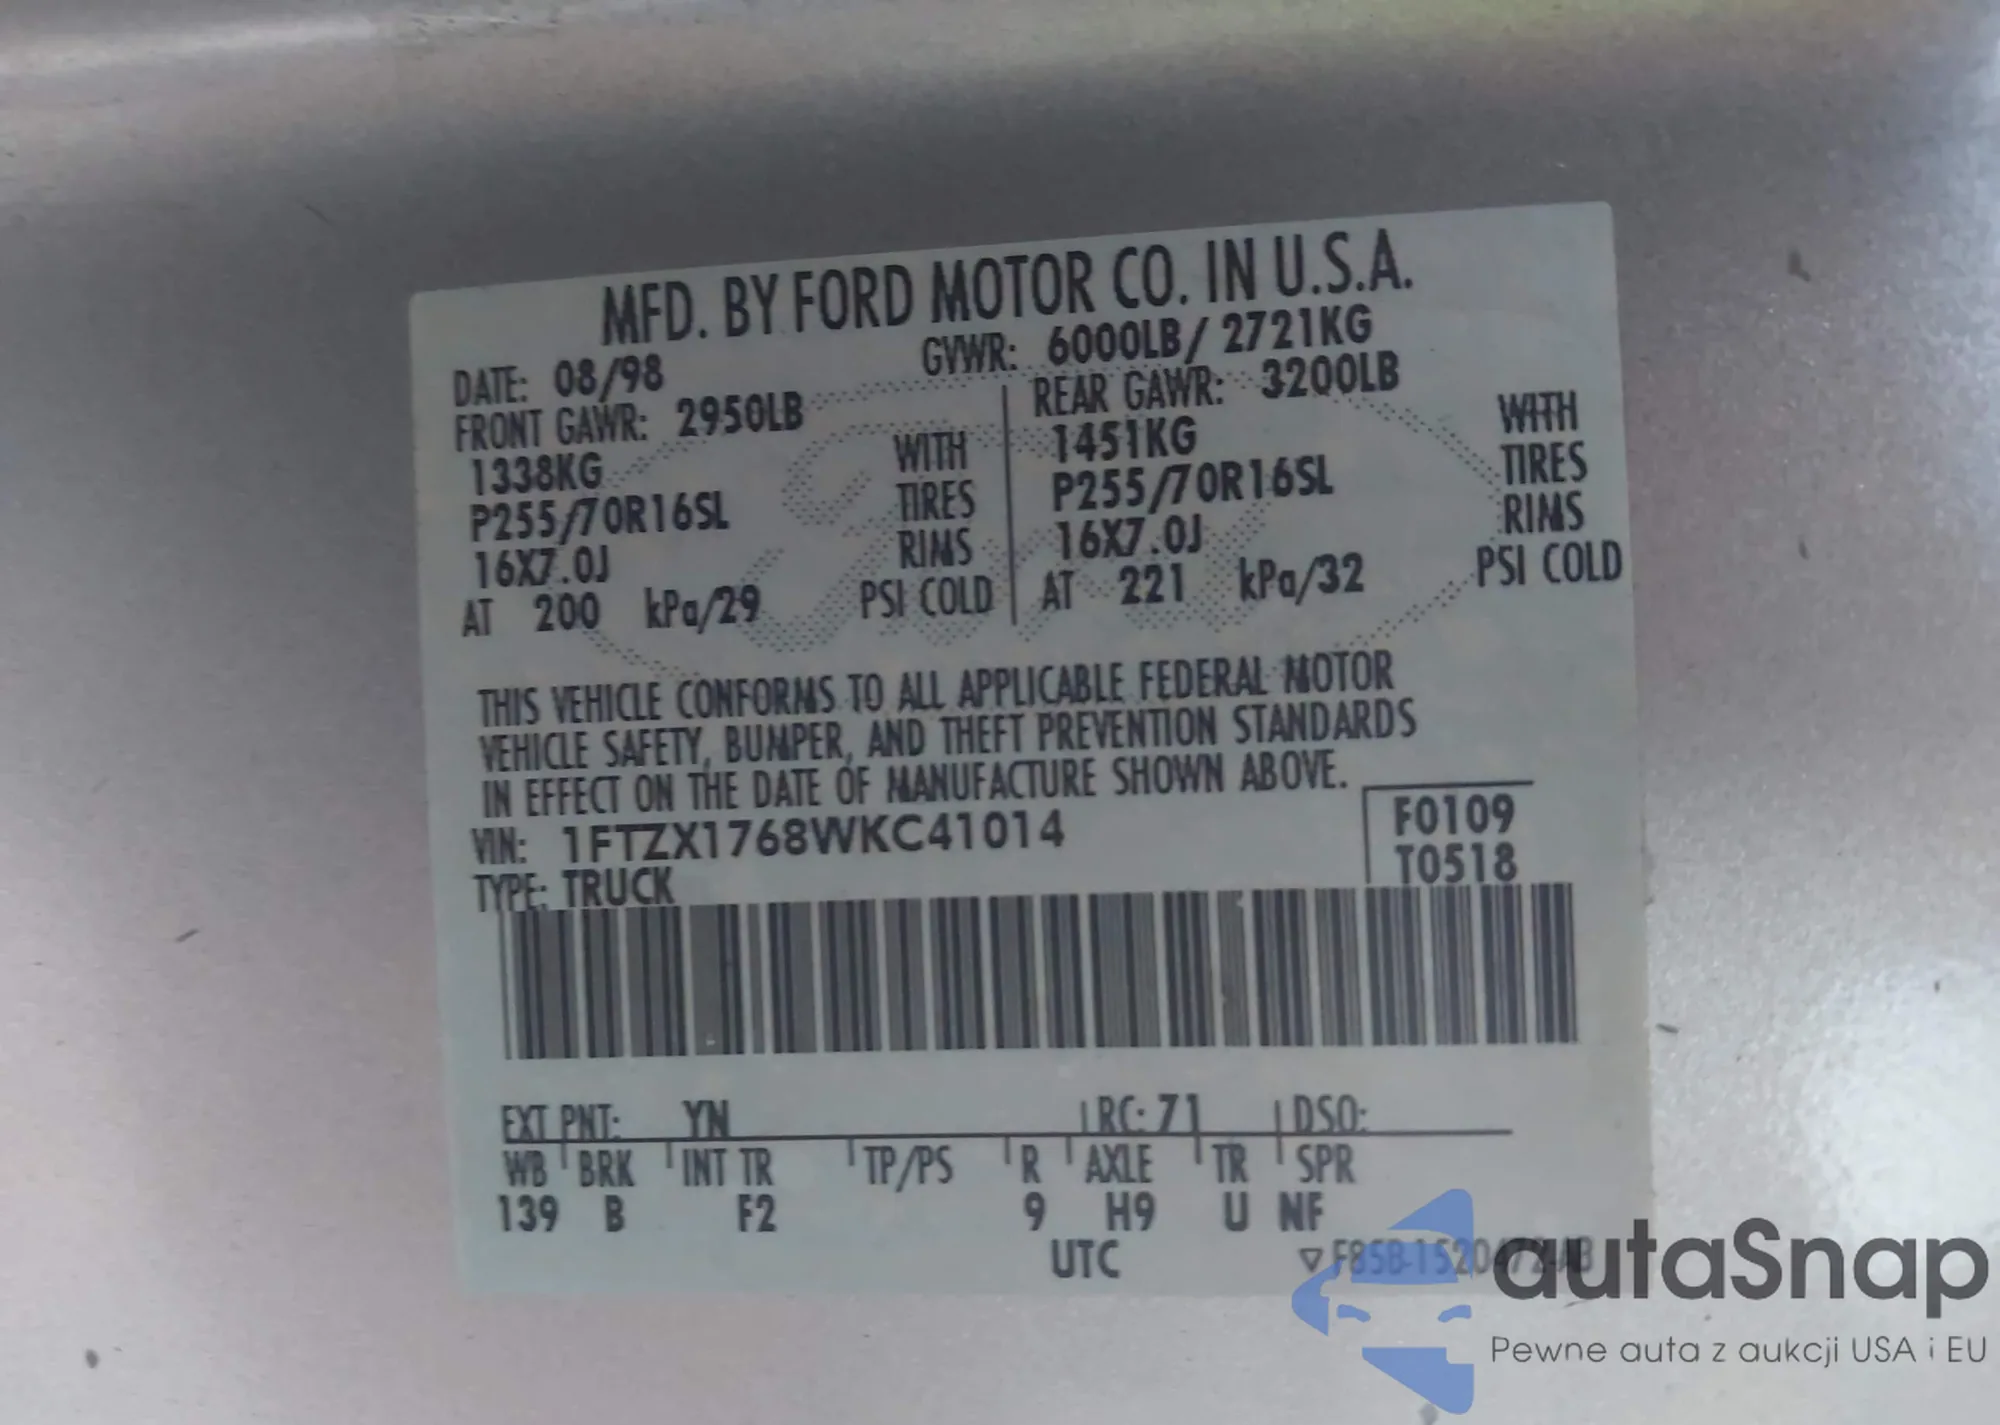 MFD. BY FORD MOTOR CO. IN U.S.A.
DATE: 08/98 GVWR: 6000LB/ 2721KG
FRONT GAWR: 2950LB REAR GAWR: 3200LB
1338KG WITH 1451KG WITH
P255/70R16SL TIRES P255/70R16SL TIRES
16X7.0J RIMS 16X7.0J RIMS
AT 200 kPa/29 PSI COLD AT 221 kPa/32 PSI COLD
THIS VEHICLE CONFORMS TO ALL APPLICABLE FEDERAL MOTOR
VEHICLE SAFETY, BUMPER, AND THEFT PREVENTION STANDARDS
IN EFFECT ON THE DATE OF MANUFACTURE SHOWN ABOVE.
VIN: 1FTZX1768WKC41014 F0109
TYPE: TRUCK T0518
EXT PNT: YN RC: 71 DSO:
WB BRK INT TR TP/PS R AXLE TR SPR
139 B F2 9 H9 U NF
UTC
autaSnap
Pewne auta z aukcji USA i EU